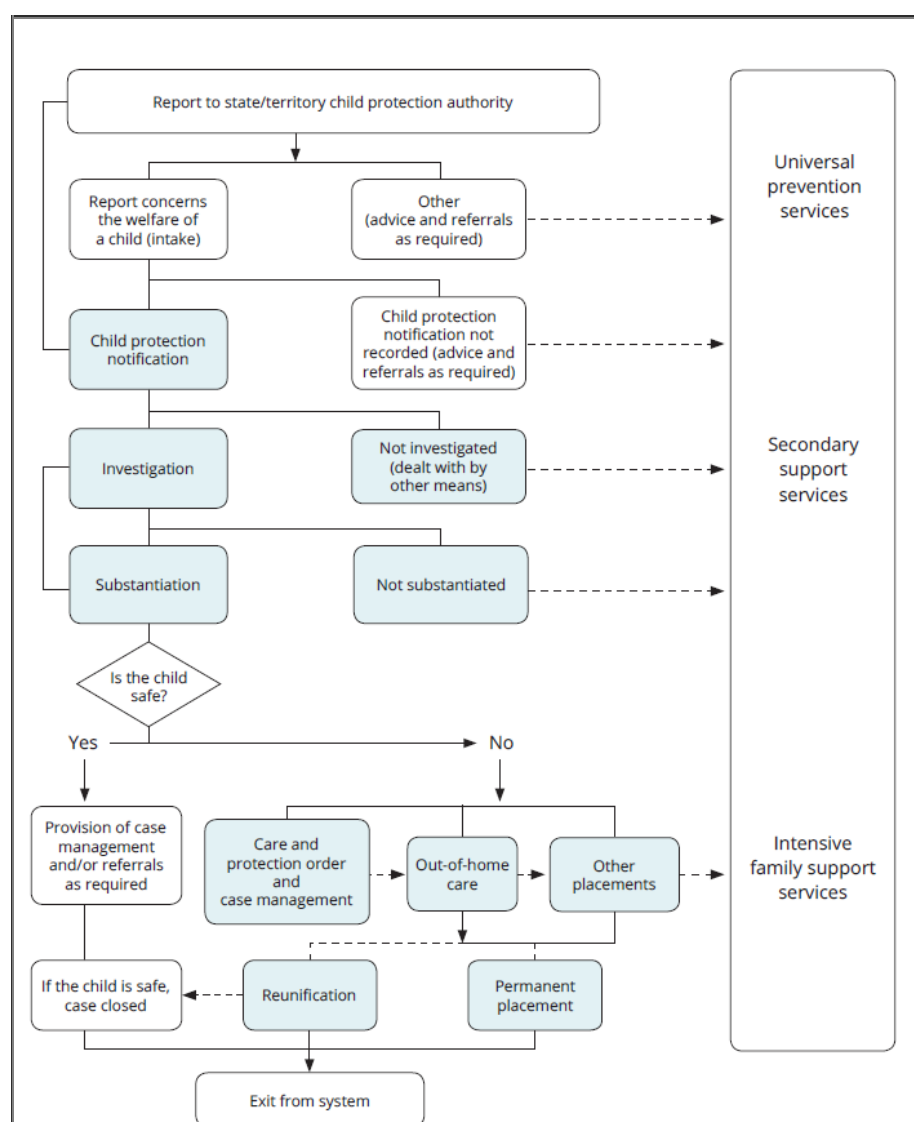 Report to state/territory child protection authority
Report concerns
the welfare of
a child (intake)
Other
(advice and referrals
as required)
Universal
prevention
services
Child protection
notification
Child protection
notification not
recorded (advice and
referrals as required)
Investigation
Not investigated
(dealt with by
other means)
Secondary
support
services
Substantiation
Not substantiated
Is the child
safe?
Yes
No
Provision of case
management
and/or referrals
as required
Care and
protection order
and
case management
Out-of-home
care
Other
placements
Intensive
family support
services
If the child is safe,
case closed
Reunification
Permanent
placement
Exit from system